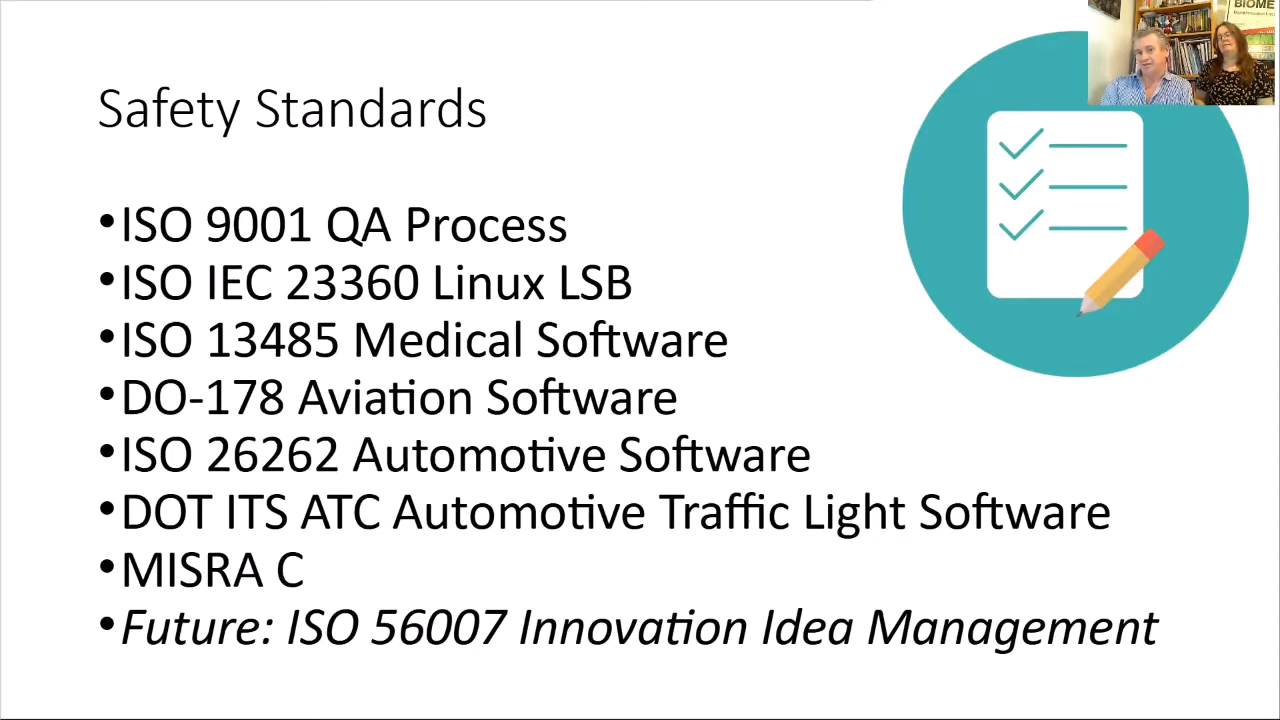 BIOME
Safety Standards
•ISO 9001 QA Process
•ISO IEC 23360 Linux LSB
•ISO 13485 Medical Software
•DO-178 Aviation Software
•ISO 26262 Automotive Software
•DOT ITS ATC Automotive Traffic Light Software
•MISRA C
•Future: ISO 56007 Innovation Idea Management